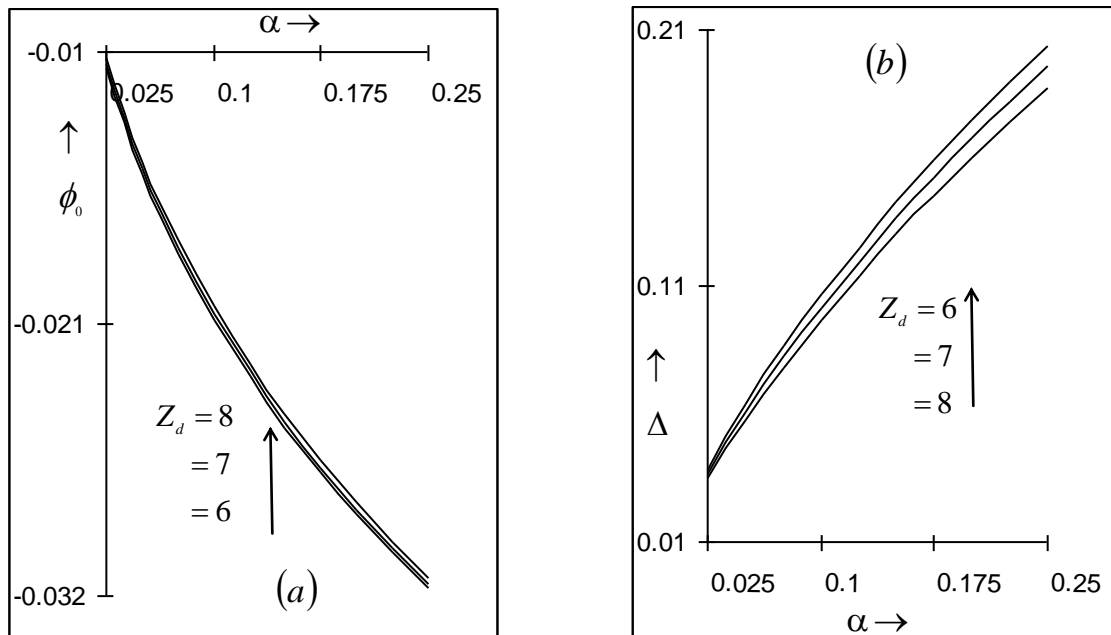 α →
-0.01
0.025 0.1 0.175 0.25
↑
ϕ₀
-0.021
Z_d = 8
= 7
= 6
-0.032
(a)
0.21
(b)
0.11
Z_d = 6
= 7
= 8
↑
Δ
0.01
0.025 0.1 0.175 0.25
α →